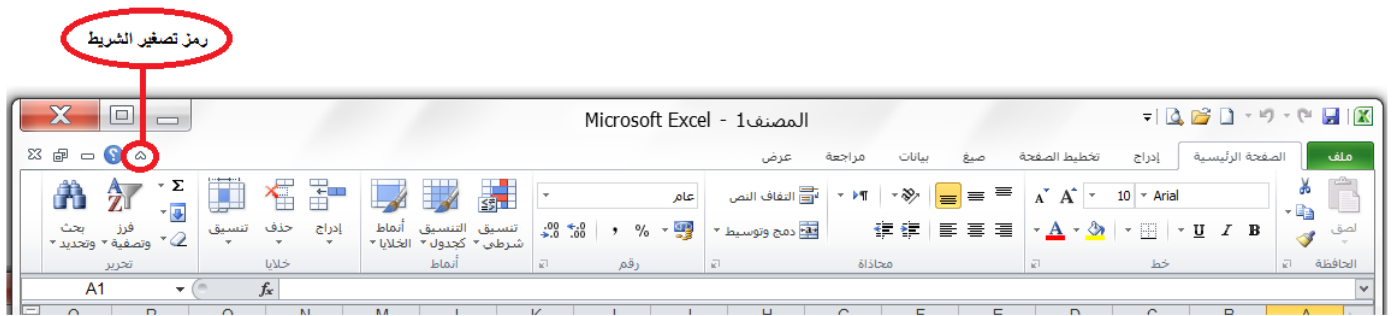 رمز تصغير الشريط
المصنف1 - Microsoft Excel
ملف الصفحة الرئيسية إدراج تخطيط الصفحة صيغ بيانات مراجعة عرض
لصق
Arial 10
التفاف النص
عام
B I U A
دمج وتوسيط
% ,
تنسيق شرطي
التنسيق كجدول
أنماط الخلايا
إدراج
حذف
تنسيق
Σ
فرز وتصفية
بحث وتحديد
الحافظة خط محاذاة رقم أنماط خلايا تحرير
A1 fx